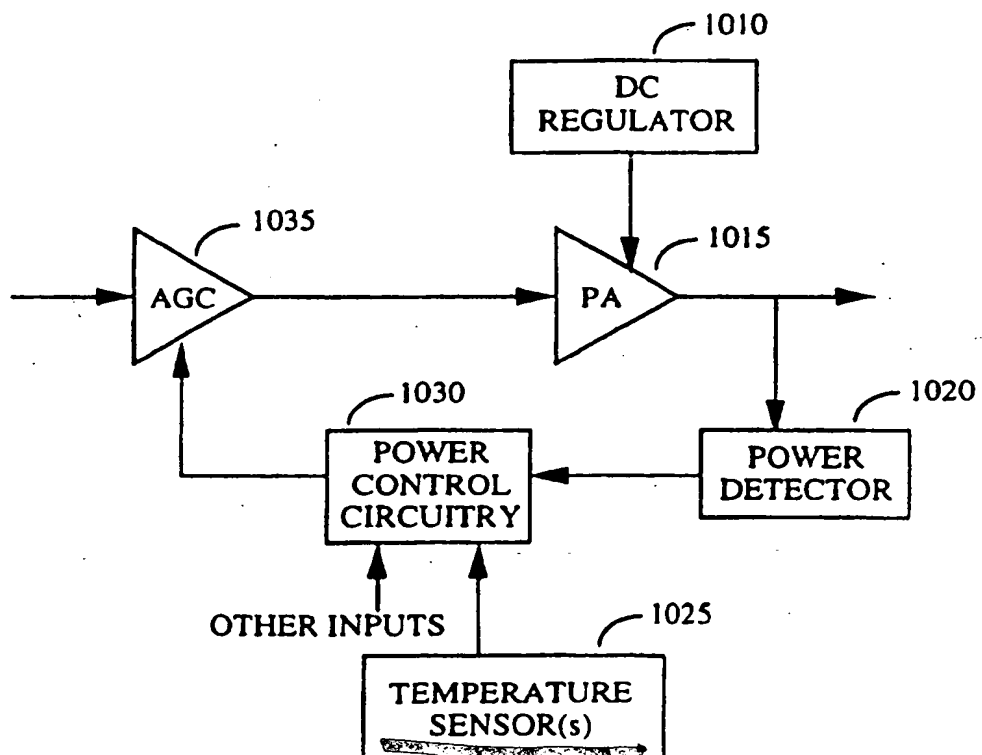 1010
DC
REGULATOR
1035
1015
AGC
PA
1030
1020
POWER
CONTROL
CIRCUITRY
POWER
DETECTOR
OTHER INPUTS
1025
TEMPERATURE
SENSOR(s)